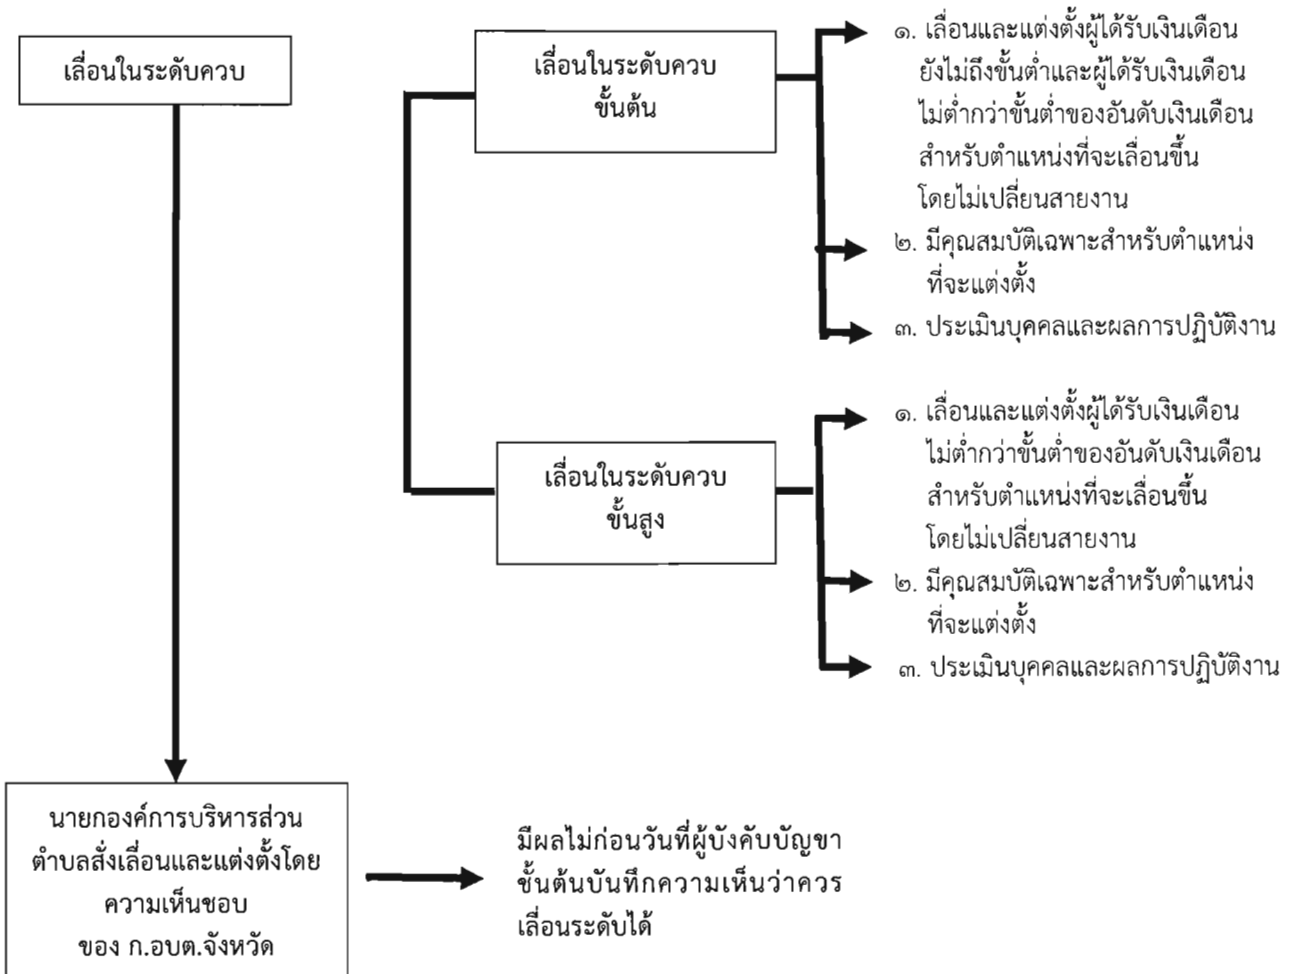 เลื่อนในระดับควบ
เลื่อนในระดับควบ
ขั้นต้น
๑. เลื่อนและแต่งตั้งผู้ได้รับเงินเดือน
ยังไม่ถึงขั้นต่ำและผู้ได้รับเงินเดือน
ไม่ต่ำกว่าขั้นต่ำของอันดับเงินเดือน
สำหรับตำแหน่งที่จะเลื่อนขึ้น
โดยไม่เปลี่ยนสายงาน
๒. มีคุณสมบัติเฉพาะสำหรับตำแหน่ง
ที่จะแต่งตั้ง
๓. ประเมินบุคคลและผลการปฏิบัติงาน
เลื่อนในระดับควบ
ขั้นสูง
๑. เลื่อนและแต่งตั้งผู้ได้รับเงินเดือน
ไม่ต่ำกว่าขั้นต่ำของอันดับเงินเดือน
สำหรับตำแหน่งที่จะเลื่อนขึ้น
โดยไม่เปลี่ยนสายงาน
๒. มีคุณสมบัติเฉพาะสำหรับตำแหน่ง
ที่จะแต่งตั้ง
๓. ประเมินบุคคลและผลการปฏิบัติงาน
นายกองค์การบริหารส่วน
ตำบลสั่งเลื่อนและแต่งตั้งโดย
ความเห็นชอบ
ของ ก.อบต.จังหวัด
มีผลไม่ก่อนวันที่ผู้บังคับบัญชา
ชั้นต้นบันทึกความเห็นว่าควร
เลื่อนระดับได้